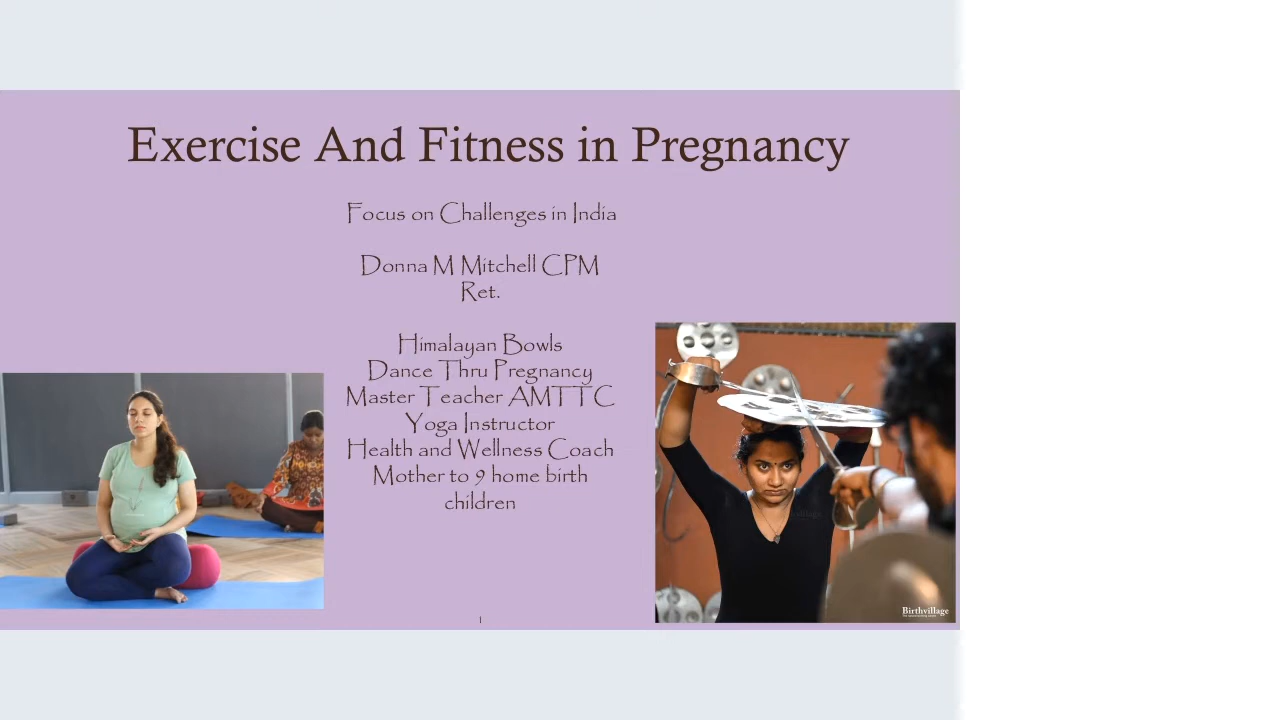 Exercise And Fitness in Pregnancy
Focus on Challenges in India
Donna M Mitchell CPM
Ret.
Himalayan Bowls
Dance Thru Pregnancy
Master Teacher AMTTC
Yoga Instructor
Health and Wellness Coach
Mother to 9 home birth
children
Birthvillage
1